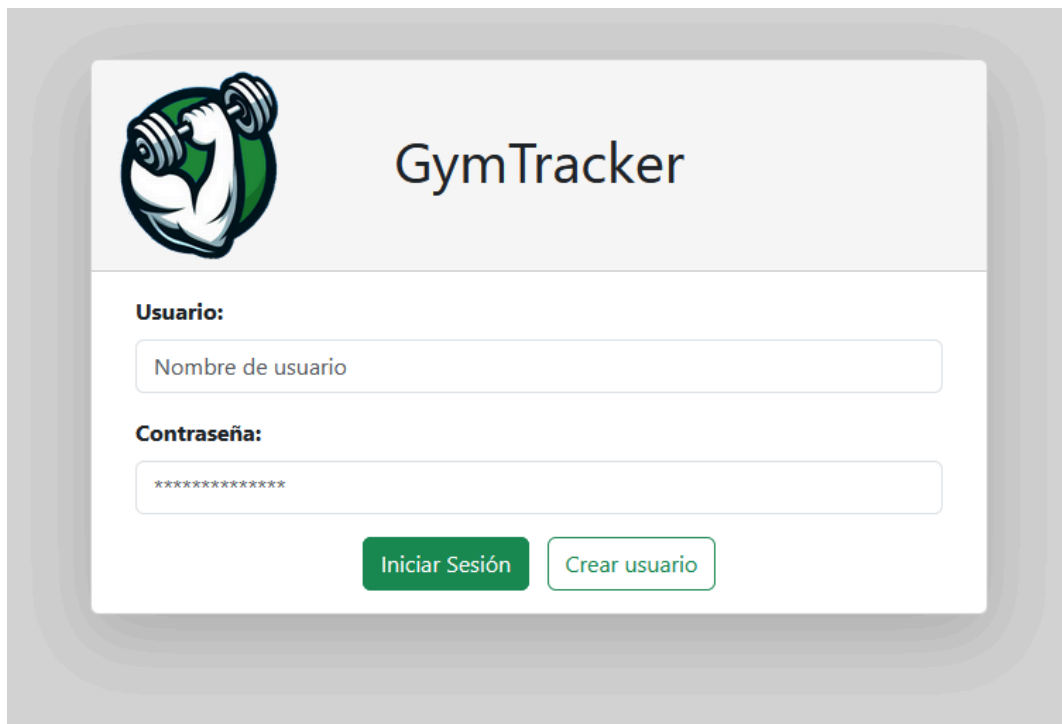 GymTracker
Usuario:
Nombre de usuario
Contraseña:
**************
Iniciar Sesión
Crear usuario